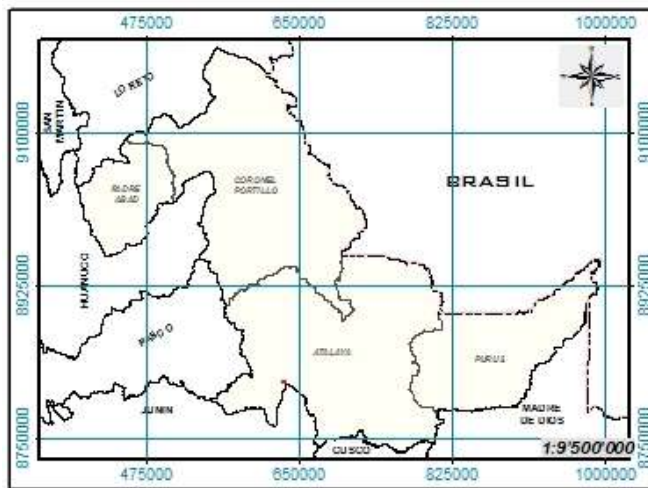 475000 650000 825000 1000000
LORETO
SAN
MARTIN
9100000 9100000
PADRE
ABAD
CORONEL
PORTILLO
BRASIL
HUANUCO
8925000 8925000
PASCO
ATALAYA
PURUS
JUNIN
MADRE
DE DIOS
8750000 8750000
CUSCO
1:9'500'000
475000 650000 825000 1000000